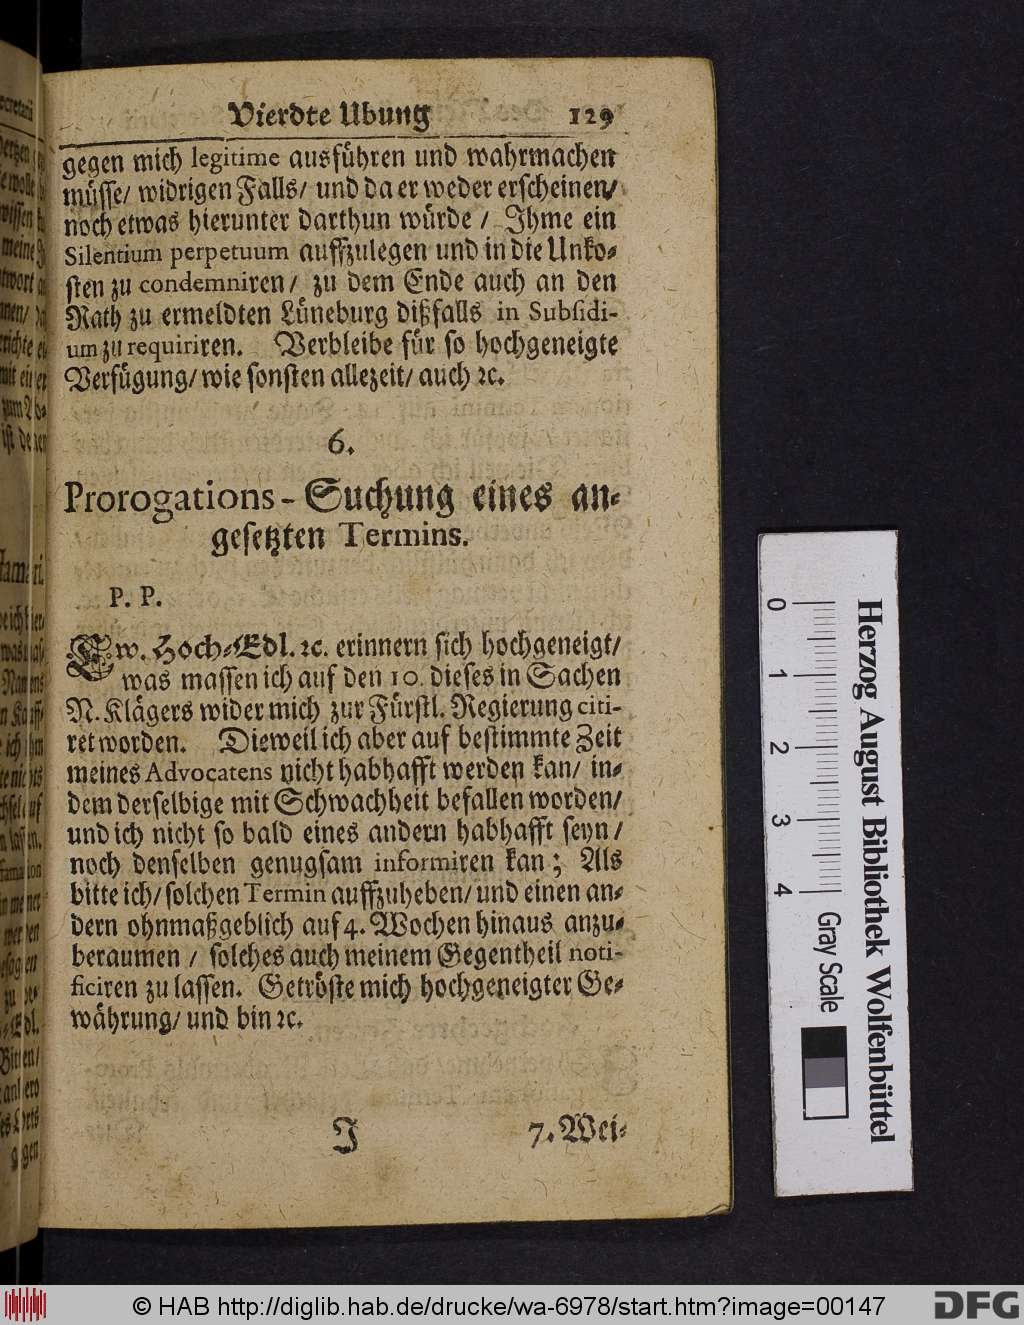 Vierdte Ubung 129
gegen mich legitime ausführen und wahrmachen
müsse/ widrigen Falls/ und da er weder erscheinen/
noch etwas hierunter darthun würde / Ihme ein
Silentium perpetuum auffzulegen und in die Unko-
sten zu condemniren/ zu dem Ende auch an den
Rath zu ermeldten Lüneburg dißfalls in Subsidi-
um zu requiriren. Verbleibe für so hochgeneigte
Verfügung/ wie sonsten allezeit/ auch ꝛc.
6.
Prorogations-Suchung eines an-
gesetzten Termins.
P. P.
Ew. Hoch-Edl. ꝛc. erinnern sich hochgeneigt/
was massen ich auf den 10. dieses in Sachen
N. Klägers wider mich zur Fürstl. Regierung citi-
ret worden. Dieweil ich aber auf bestimmte Zeit
meines Advocatens nicht habhafft werden kan/ in-
dem derselbige mit Schwachheit befallen worden/
und ich nicht so bald eines andern habhafft seyn/
noch denselben genugsam informiren kan; Als
bitte ich/ solchen Termin auffzuheben/ und einen an-
dern ohnmaßgeblich auf 4. Wochen hinaus anzu-
beraumen / solches auch meinem Gegentheil noti-
ficiren zu lassen. Getröste mich hochgeneigter Ge-
währung/ und bin ꝛc.
J 7. Wei-
0 1 2 3 4 Gray Scale
Herzog August Bibliothek Wolfenbüttel
© HAB http://diglib.hab.de/drucke/wa-6978/start.htm?image=00147
DFG